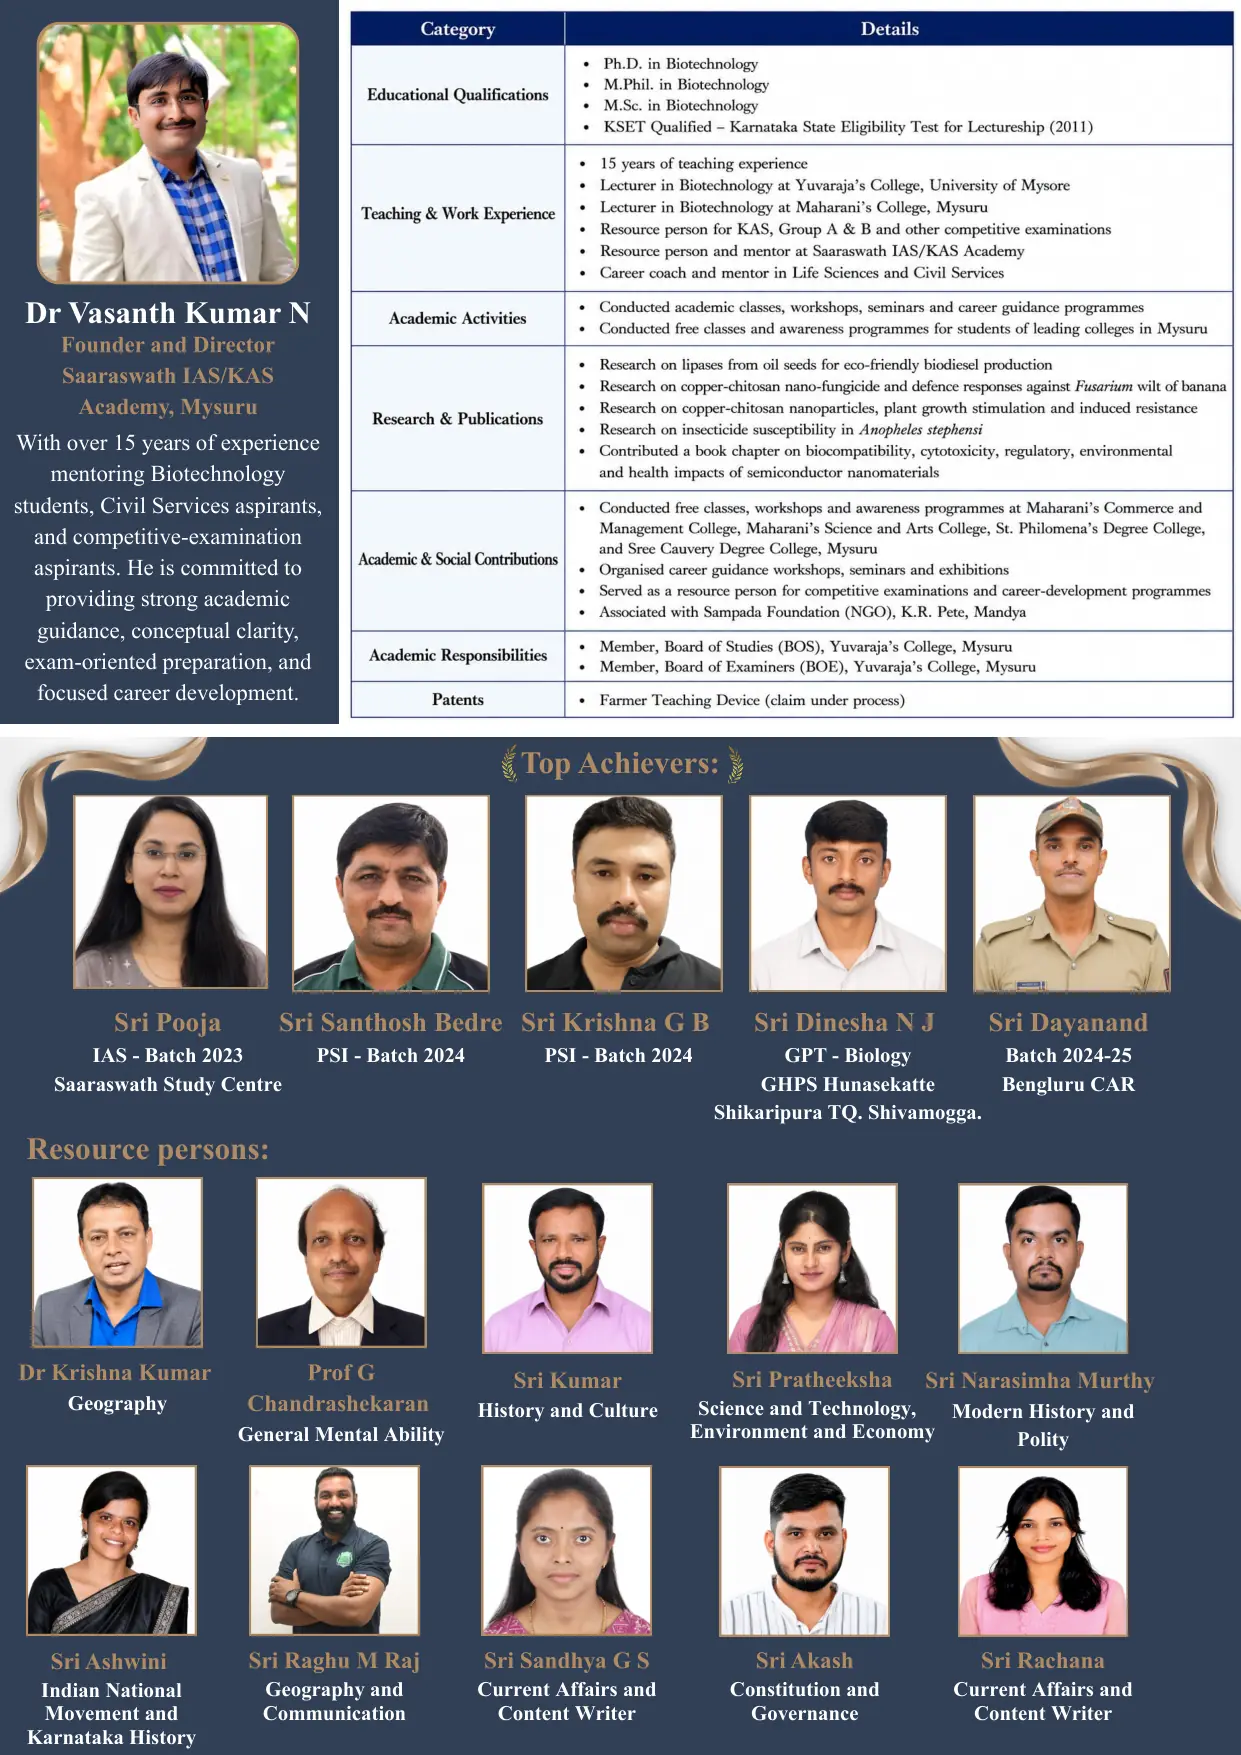 Dr Vasanth Kumar N
Founder and Director
Saaraswath IAS/KAS
Academy, Mysuru
With over 15 years of experience
mentoring Biotechnology
students, Civil Services aspirants,
and competitive-examination
aspirants. He is committed to
providing strong academic
guidance, conceptual clarity,
exam-oriented preparation, and
focused career development.
Category Details
Educational Qualifications
• Ph.D. in Biotechnology
• M.Phil. in Biotechnology
• M.Sc. in Biotechnology
• KSET Qualified – Karnataka State Eligibility Test for Lectureship (2011)
Teaching & Work Experience
• 15 years of teaching experience
• Lecturer in Biotechnology at Yuvaraja's College, University of Mysore
• Lecturer in Biotechnology at Maharani's College, Mysuru
• Resource person for KAS, Group A & B and other competitive examinations
• Resource person and mentor at Saaraswath IAS/KAS Academy
• Career coach and mentor in Life Sciences and Civil Services
Academic Activities
• Conducted academic classes, workshops, seminars and career guidance programmes
• Conducted free classes and awareness programmes for students of leading colleges in Mysuru
Research & Publications
• Research on lipases from oil seeds for eco-friendly biodiesel production
• Research on copper-chitosan nano-fungicide and defence responses against Fusarium wilt of banana
• Research on copper-chitosan nanoparticles, plant growth stimulation and induced resistance
• Research on insecticide susceptibility in Anopheles stephensi
• Contributed a book chapter on biocompatibility, cytotoxicity, regulatory, environmental
and health impacts of semiconductor nanomaterials
Academic & Social Contributions
• Conducted free classes, workshops and awareness programmes at Maharani's Commerce and
Management College, Maharani's Science and Arts College, St. Philomena's Degree College,
and Sree Cauvery Degree College, Mysuru
• Organised career guidance workshops, seminars and exhibitions
• Served as a resource person for competitive examinations and career-development programmes
• Associated with Sampada Foundation (NGO), K.R. Pete, Mandya
Academic Responsibilities
• Member, Board of Studies (BOS), Yuvaraja's College, Mysuru
• Member, Board of Examiners (BOE), Yuvaraja's College, Mysuru
Patents
• Farmer Teaching Device (claim under process)
Top Achievers:
Sri Pooja
IAS - Batch 2023
Saaraswath Study Centre
Sri Santhosh Bedre
PSI - Batch 2024
Sri Krishna G B
PSI - Batch 2024
Sri Dinesha N J
GPT - Biology
GHPS Hunasekatte
Shikaripura TQ. Shivamogga.
Sri Dayanand
Batch 2024-25
Bengluru CAR
Resource persons:
Dr Krishna Kumar
Geography
Prof G
Chandrashekaran
General Mental Ability
Sri Kumar
History and Culture
Sri Pratheeksha
Science and Technology,
Environment and Economy
Sri Narasimha Murthy
Modern History and
Polity
Sri Ashwini
Indian National
Movement and
Karnataka History
Sri Raghu M Raj
Geography and
Communication
Sri Sandhya G S
Current Affairs and
Content Writer
Sri Akash
Constitution and
Governance
Sri Rachana
Current Affairs and
Content Writer